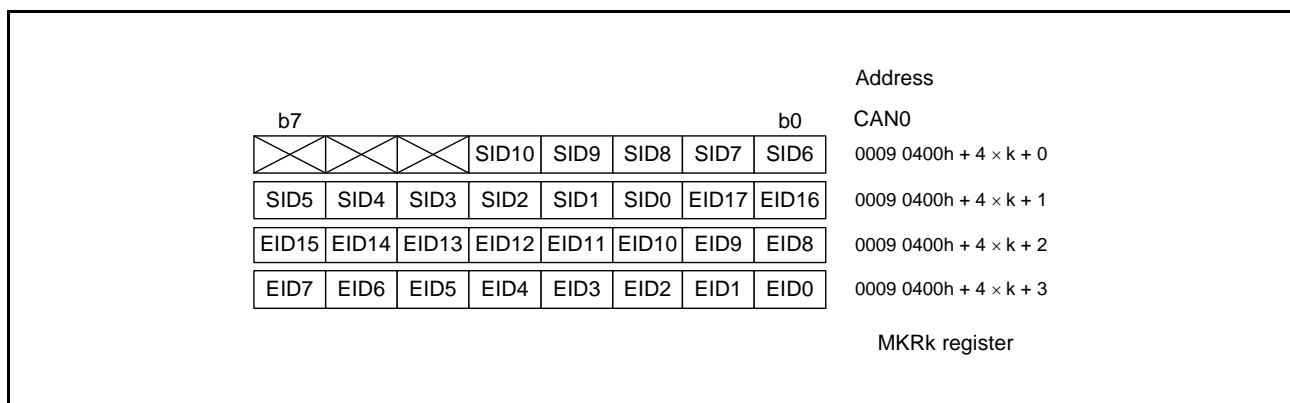 Address
b7 b0 CAN0
SID10 SID9 SID8 SID7 SID6 0009 0400h + 4 × k + 0
SID5 SID4 SID3 SID2 SID1 SID0 EID17 EID16 0009 0400h + 4 × k + 1
EID15 EID14 EID13 EID12 EID11 EID10 EID9 EID8 0009 0400h + 4 × k + 2
EID7 EID6 EID5 EID4 EID3 EID2 EID1 EID0 0009 0400h + 4 × k + 3
MKRk register